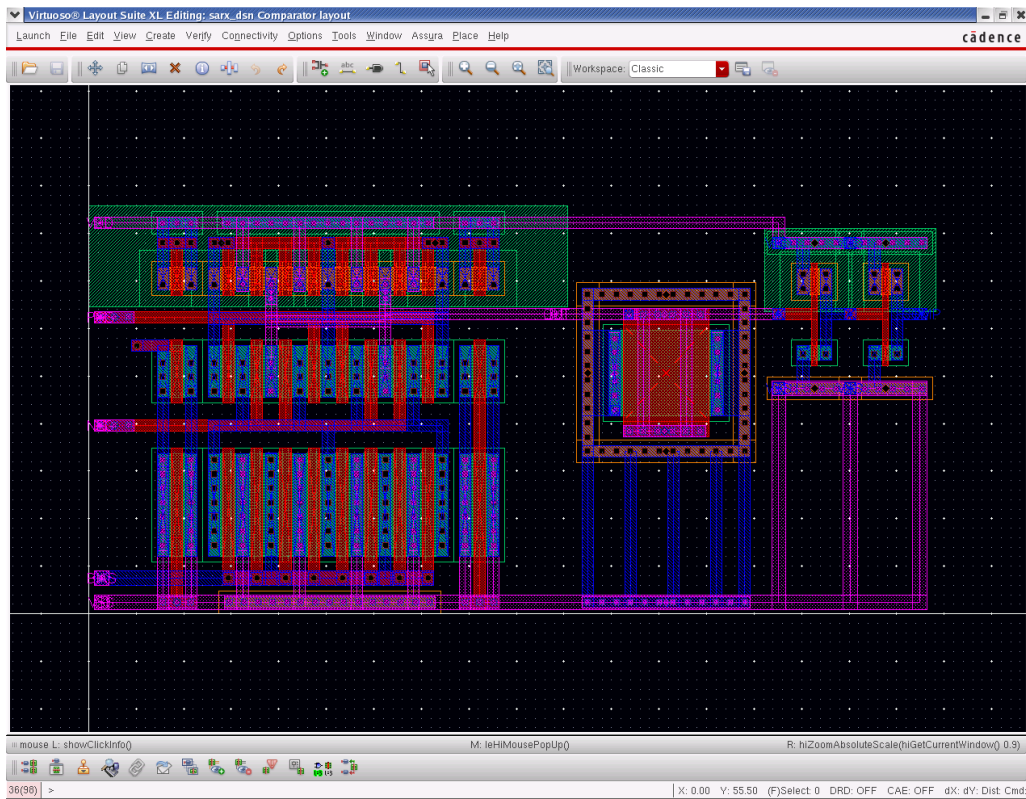 Virtuoso® Layout Suite XL Editing: sarx_dsn Comparator layout
Launch File Edit View Create Verify Connectivity Options Tools Window Assura Place Help
cādence
abc
Workspace: Classic
mouse L: showClickInfo() M: leHiMousePopUp() R: hiZoomAbsoluteScale(hiGetCurrentWindow() 0.9)
36(98) > X: 0.00 Y: 55.50 (F)Select: 0 DRD: OFF CAE: OFF dX: dY: Dist: Cmd: